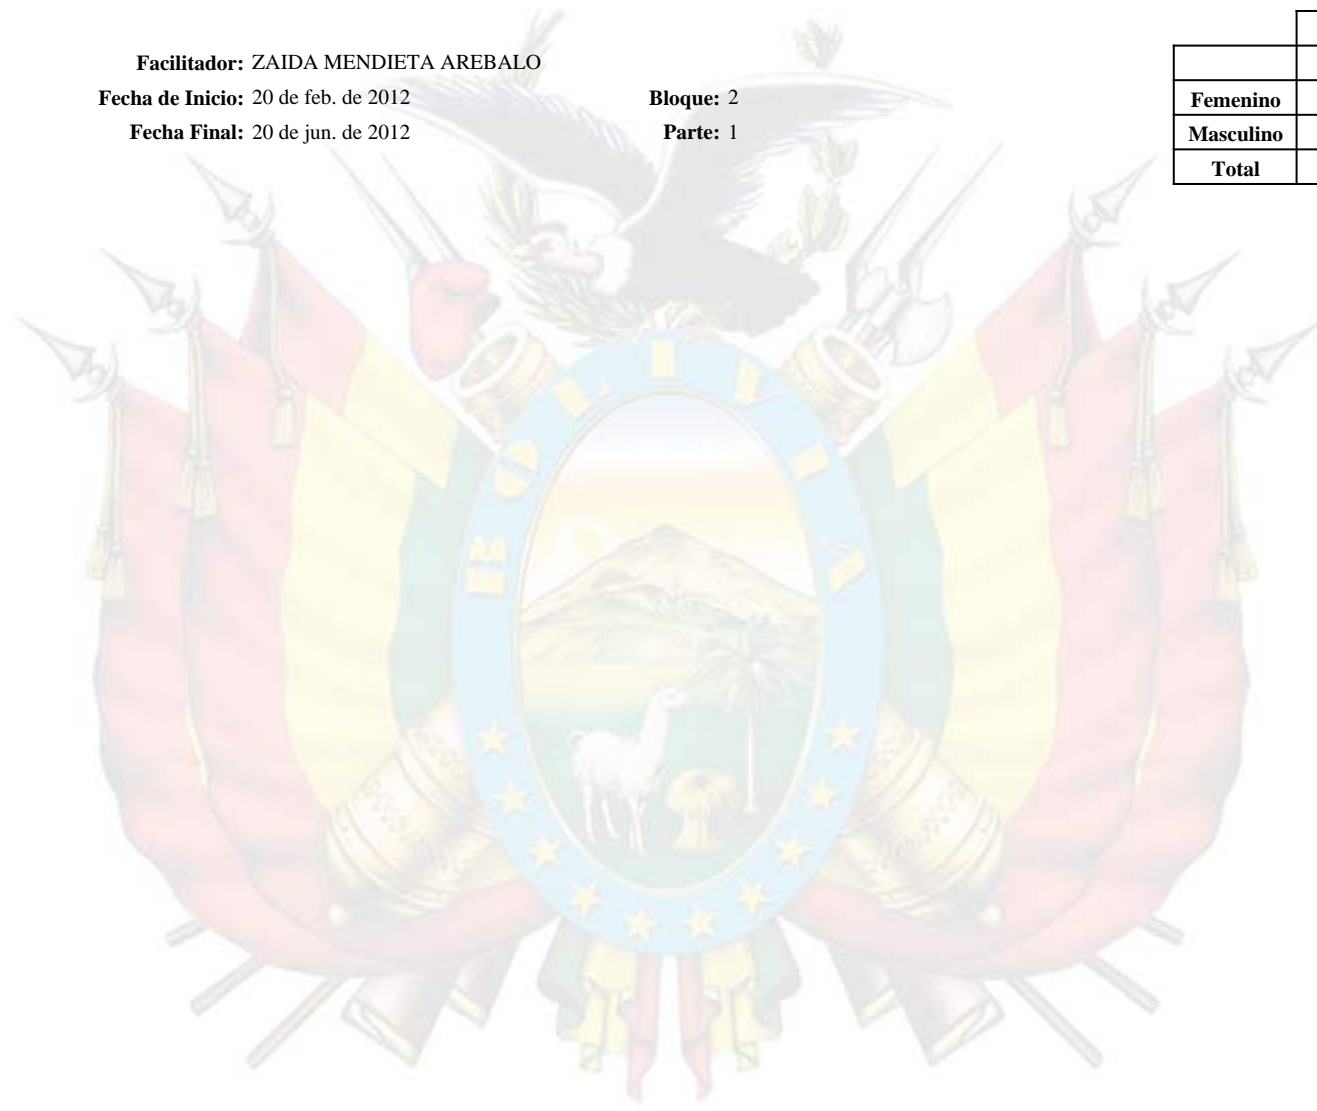 Facilitador: ZAIDA MENDIETA AREBALO
Fecha de Inicio: 20 de feb. de 2012 Bloque: 2
Fecha Final: 20 de jun. de 2012 Parte: 1
Femenino
Masculino
Total
BOLIVIA